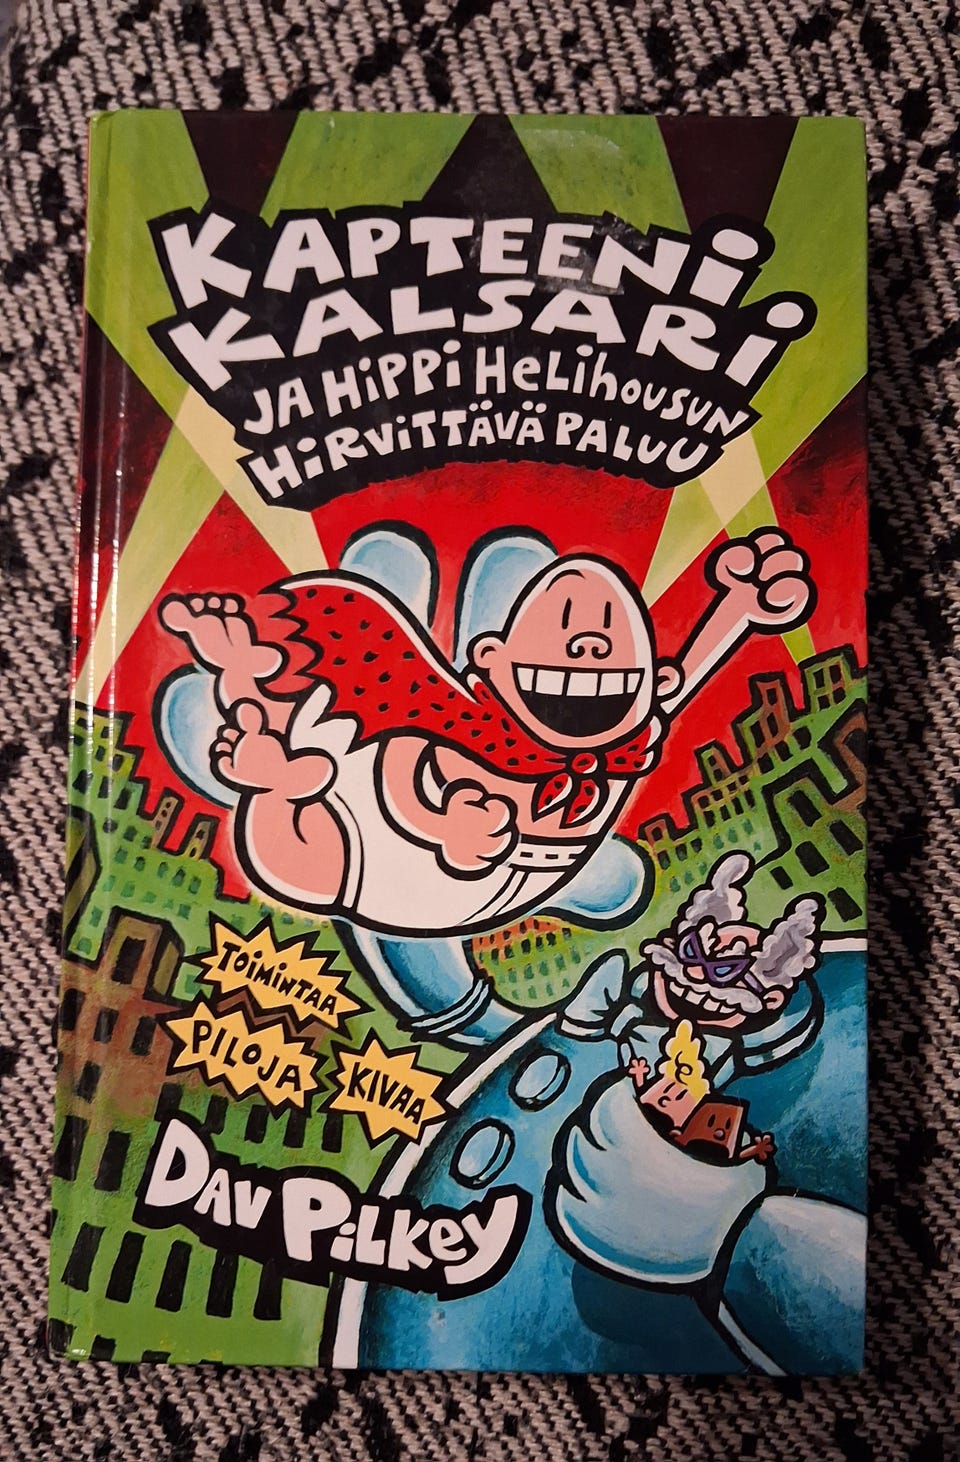 KAPTEENI
KALSARI
JA HiPPi HeLihOUSUN
HiRViTTÄVÄ PALUU
TOiMiNTAA
PILOJA
KIVAA
DAV PiLKey